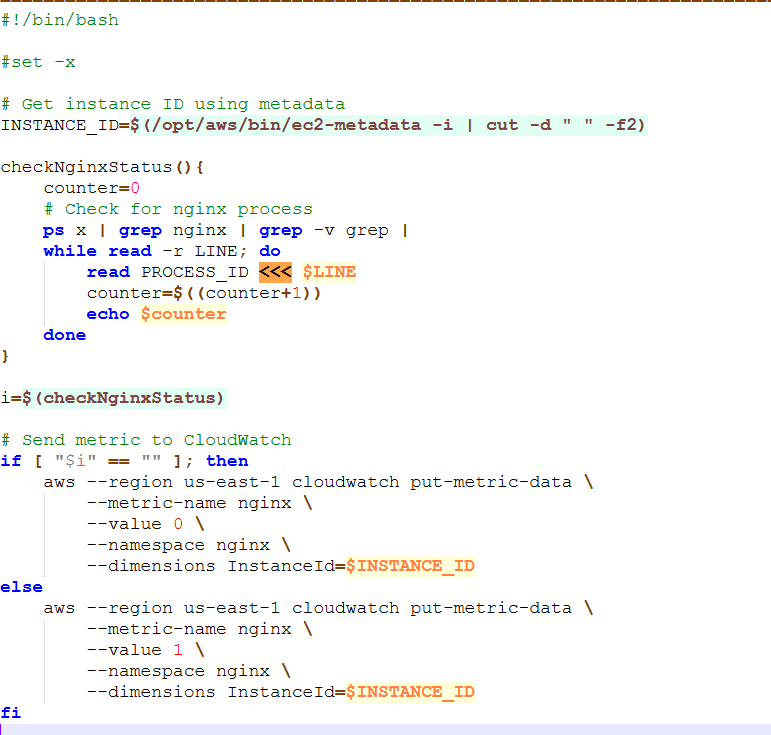 #!/bin/bash

#set -x

# Get instance ID using metadata
INSTANCE_ID=$(/opt/aws/bin/ec2-metadata -i | cut -d " " -f2)

checkNginxStatus(){
    counter=0
    # Check for nginx process
    ps x | grep nginx | grep -v grep |
    while read -r LINE; do
        read PROCESS_ID <<< $LINE
        counter=$((counter+1))
        echo $counter
    done
}

i=$(checkNginxStatus)

# Send metric to CloudWatch
if [ "$i" == "" ]; then
    aws --region us-east-1 cloudwatch put-metric-data \
        --metric-name nginx \
        --value 0 \
        --namespace nginx \
        --dimensions InstanceId=$INSTANCE_ID
else
    aws --region us-east-1 cloudwatch put-metric-data \
        --metric-name nginx \
        --value 1 \
        --namespace nginx \
        --dimensions InstanceId=$INSTANCE_ID
fi